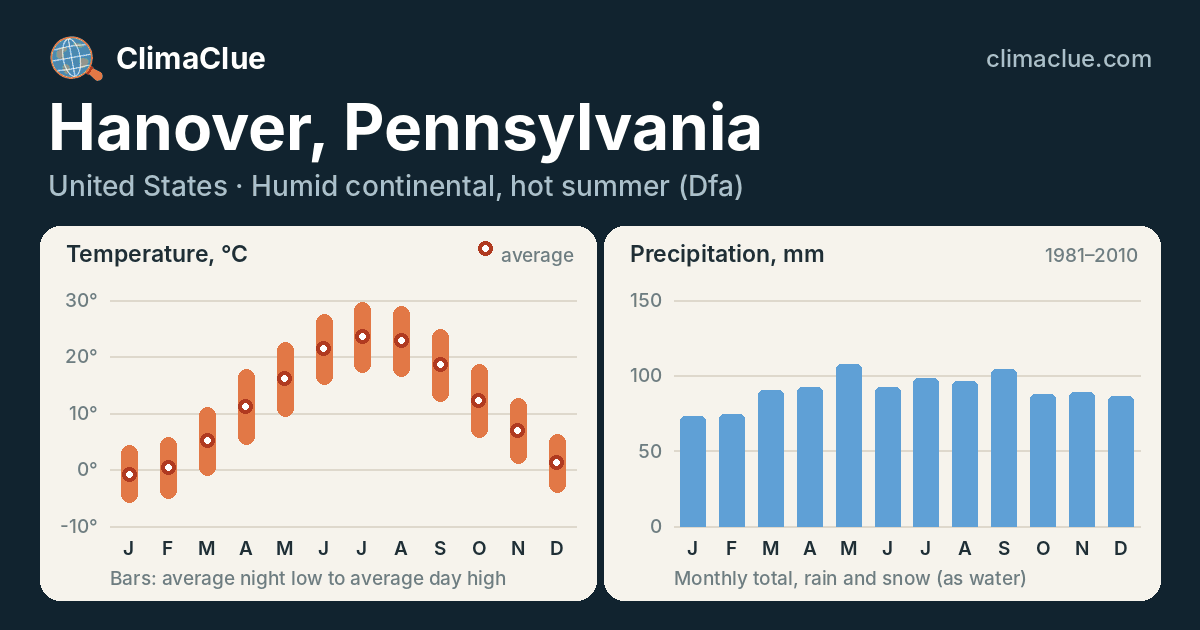 ClimaClue
climaclue.com
Hanover, Pennsylvania
United States · Humid continental, hot summer (Dfa)
Temperature, °C
average
30°
20°
10°
0°
-10°
J F M A M J J A S O N D
Bars: average night low to average day high
Precipitation, mm
1981–2010
150
100
50
0
J F M A M J J A S O N D
Monthly total, rain and snow (as water)